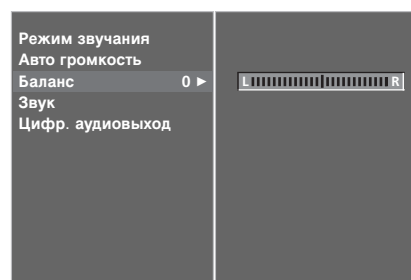 Режим звучания
Авто громкость
Баланс 0 ► L R
Звук
Цифр. аудиовыход